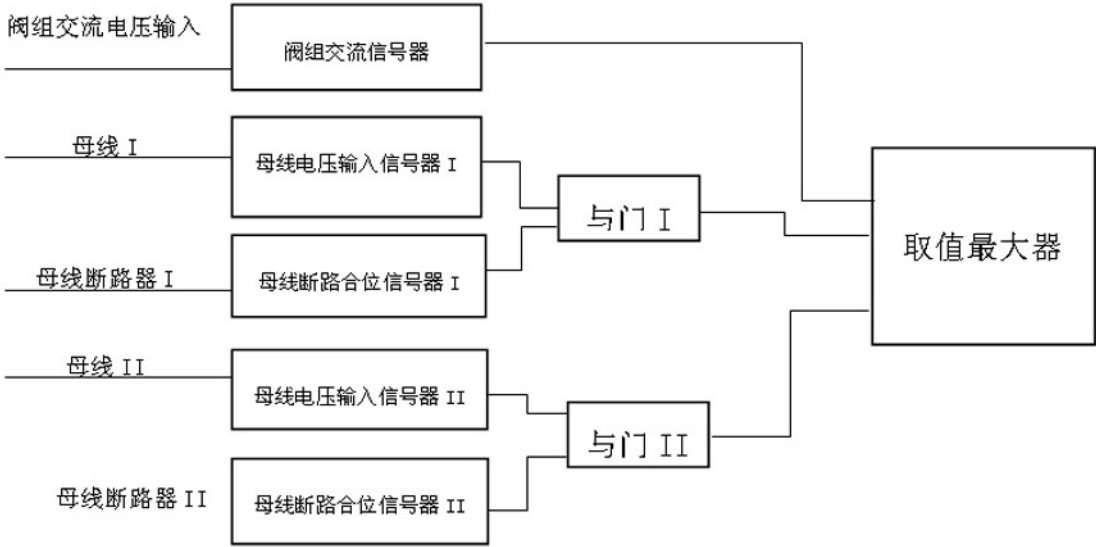 阀组交流电压输入
阀组交流信号器
母线 I
母线电压输入信号器 I
与门 I
取值最大器
母线断路器 I
母线断路合位信号器 I
母线 II
母线电压输入信号器 II
与门 II
母线断路器 II
母线断路合位信号器 II